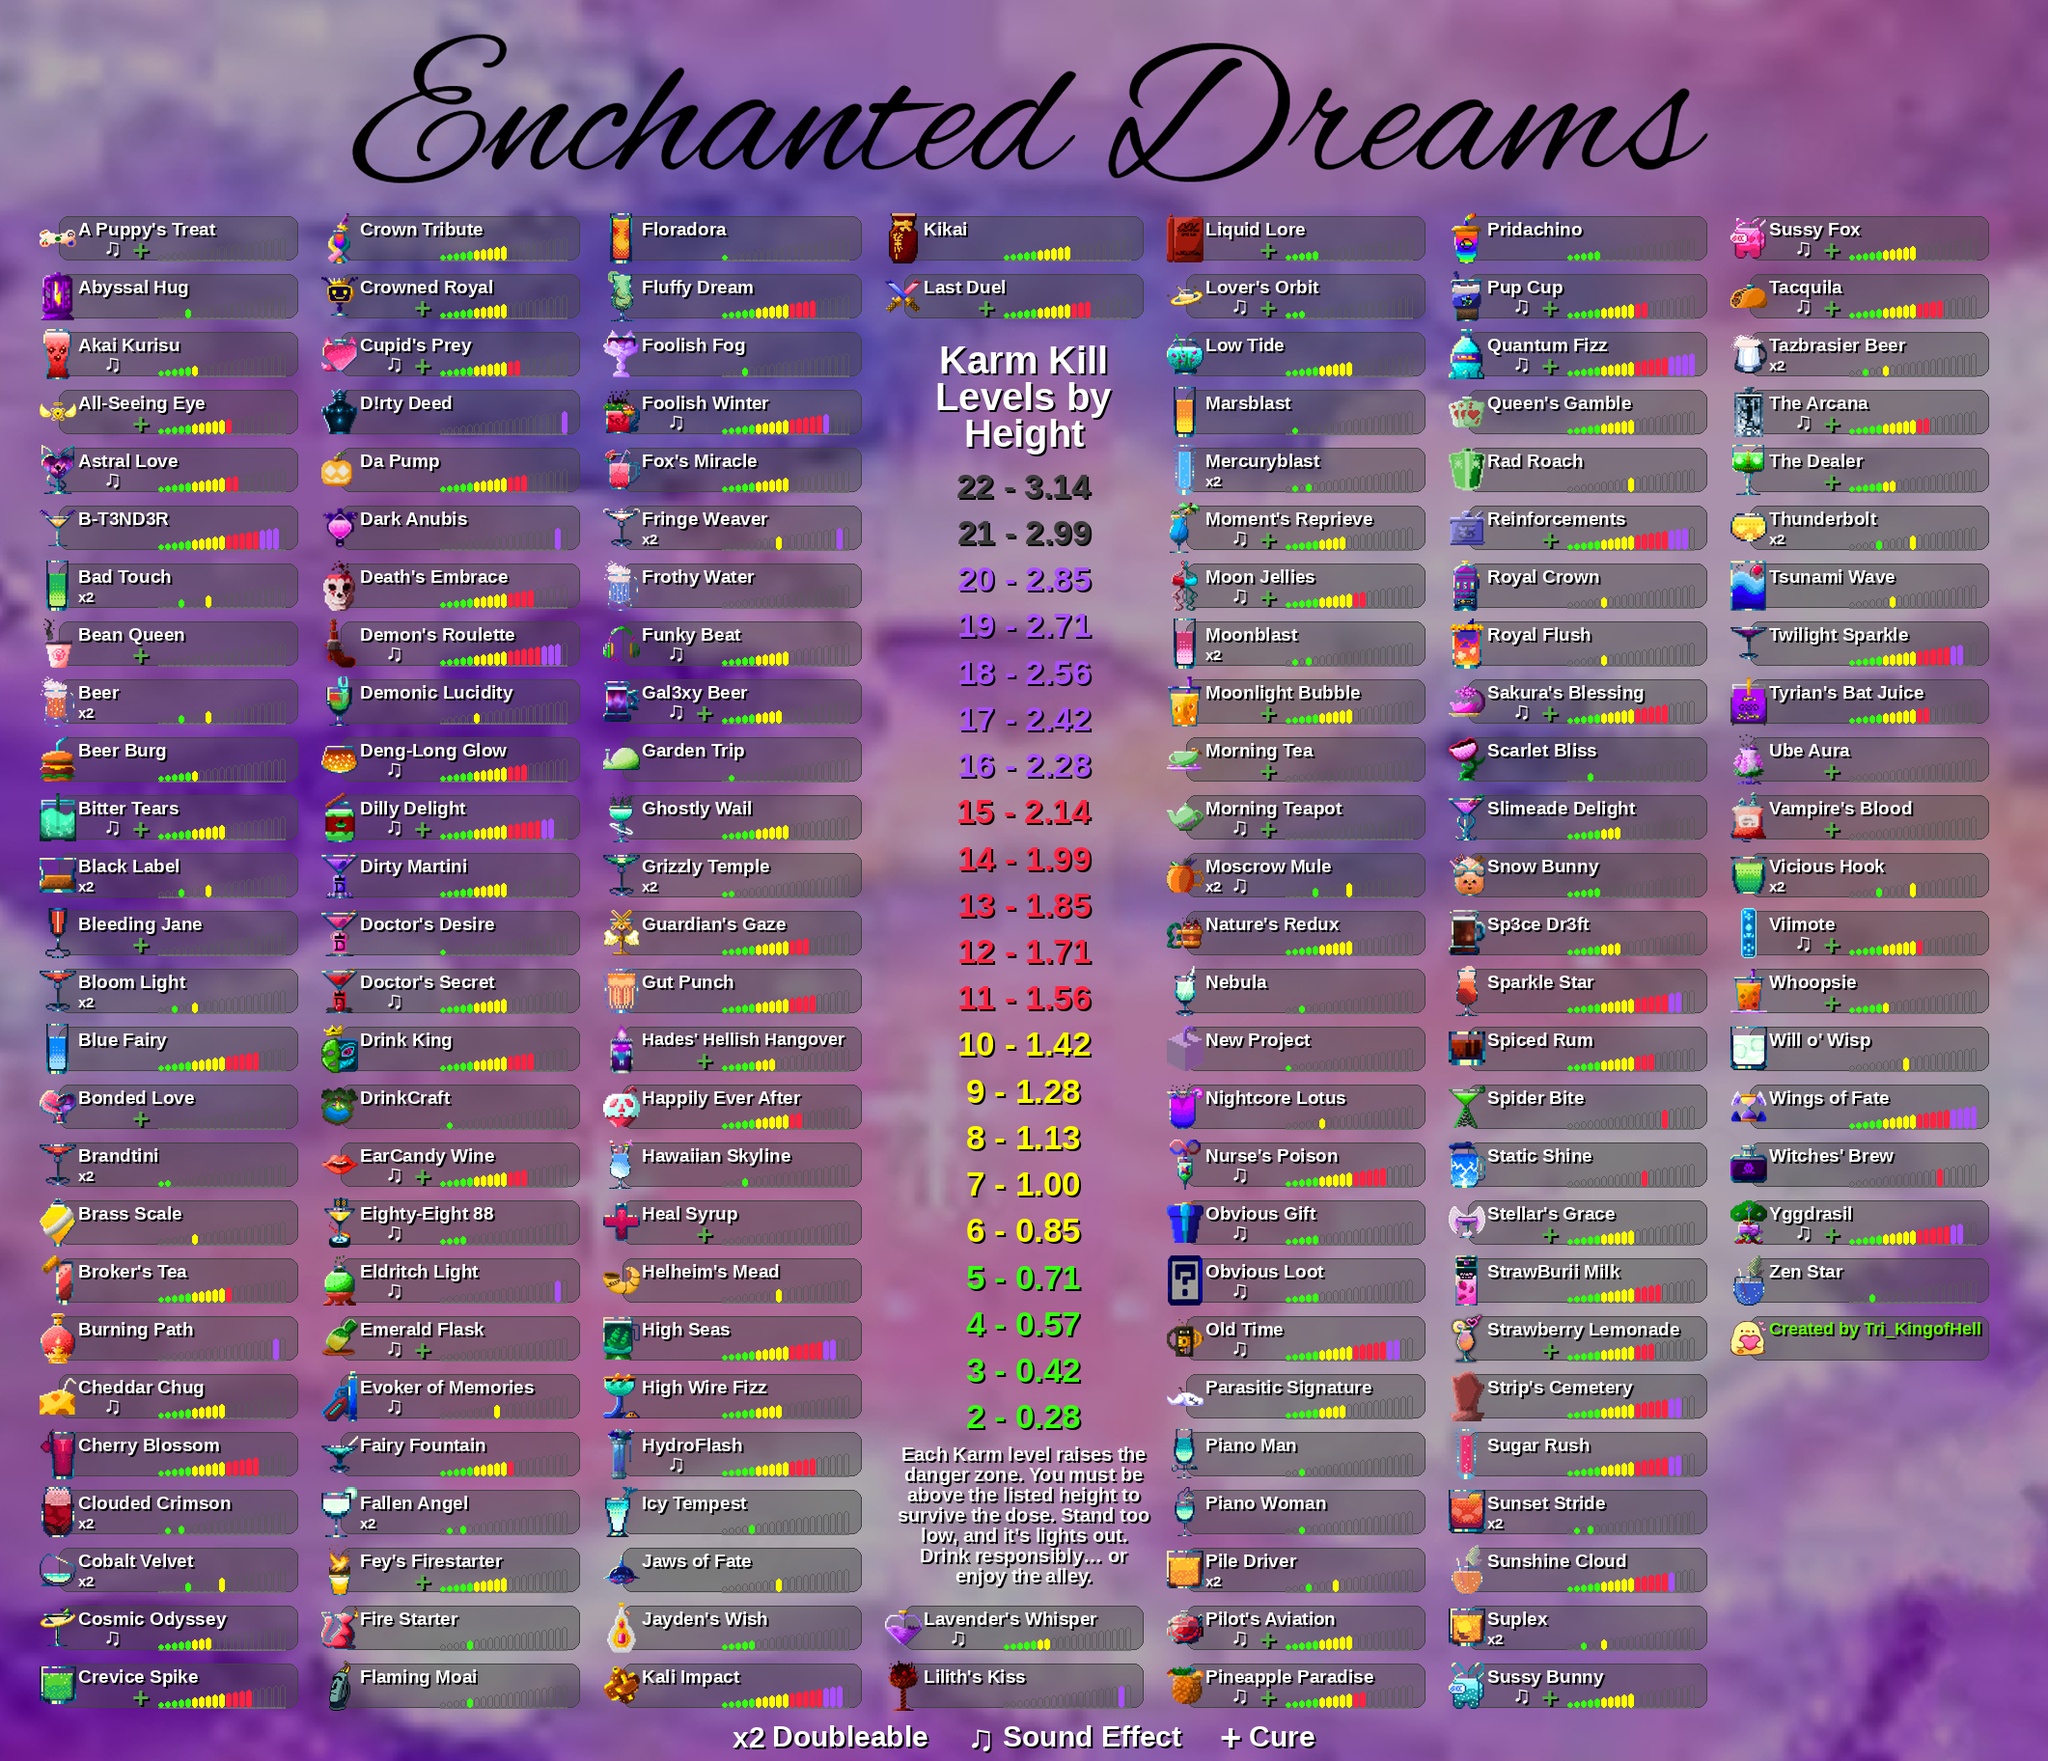 Enchanted Dreams
A Puppy's Treat
♫ +
Abyssal Hug
Akai Kurisu
♫
All-Seeing Eye
+
Astral Love
♫
B-T3ND3R
Bad Touch
x2
Bean Queen
+
Beer
x2
Beer Burg
Bitter Tears
♫ +
Black Label
x2
Bleeding Jane
+
Bloom Light
x2
Blue Fairy
Bonded Love
+
Brandtini
x2
Brass Scale
Broker's Tea
Burning Path
Cheddar Chug
♫
Cherry Blossom
Clouded Crimson
x2
Cobalt Velvet
x2
Cosmic Odyssey
♫
Crevice Spike
+
Crown Tribute
Crowned Royal
+
Cupid's Prey
♫ +
D!rty Deed
Da Pump
Dark Anubis
Death's Embrace
Demon's Roulette
♫
Demonic Lucidity
Deng-Long Glow
♫
Dilly Delight
♫ +
Dirty Martini
Doctor's Desire
Doctor's Secret
♫
Drink King
DrinkCraft
EarCandy Wine
♫ +
Eighty-Eight 88
♫
Eldritch Light
♫
Emerald Flask
♫ +
Evoker of Memories
♫
Fairy Fountain
Fallen Angel
x2
Fey's Firestarter
+
Fire Starter
Flaming Moai
Floradora
Fluffy Dream
Foolish Fog
Foolish Winter
♫
Fox's Miracle
Fringe Weaver
x2
Frothy Water
Funky Beat
♫
Gal3xy Beer
♫ +
Garden Trip
Ghostly Wail
Grizzly Temple
x2
Guardian's Gaze
Gut Punch
Hades' Hellish Hangover
+
Happily Ever After
Hawaiian Skyline
Heal Syrup
+
Helheim's Mead
High Seas
High Wire Fizz
HydroFlash
♫
Icy Tempest
Jaws of Fate
Jayden's Wish
Kali Impact
Kikai
Last Duel
+
Karm Kill
Levels by
Height
22 - 3.14
21 - 2.99
20 - 2.85
19 - 2.71
18 - 2.56
17 - 2.42
16 - 2.28
15 - 2.14
14 - 1.99
13 - 1.85
12 - 1.71
11 - 1.56
10 - 1.42
9 - 1.28
8 - 1.13
7 - 1.00
6 - 0.85
5 - 0.71
4 - 0.57
3 - 0.42
2 - 0.28
Each Karm level raises the
danger zone. You must be
above the listed height to
survive the dose. Stand too
low, and it's lights out.
Drink responsibly... or
enjoy the alley.
Lavender's Whisper
♫
Lilith's Kiss
Liquid Lore
+
Lover's Orbit
♫ +
Low Tide
Marsblast
Mercuryblast
x2
Moment's Reprieve
♫ +
Moon Jellies
♫ +
Moonblast
x2
Moonlight Bubble
+
Morning Tea
+
Morning Teapot
♫ +
Moscrow Mule
x2 ♫
Nature's Redux
Nebula
New Project
Nightcore Lotus
Nurse's Poison
♫
Obvious Gift
♫
Obvious Loot
♫
Old Time
♫
Parasitic Signature
Piano Man
Piano Woman
Pile Driver
x2
Pilot's Aviation
♫ +
Pineapple Paradise
♫ +
Pridachino
Pup Cup
♫ +
Quantum Fizz
♫ +
Queen's Gamble
Rad Roach
Reinforcements
+
Royal Crown
Royal Flush
Sakura's Blessing
♫ +
Scarlet Bliss
Slimeade Delight
Snow Bunny
Sp3ce Dr3ft
Sparkle Star
Spiced Rum
Spider Bite
Static Shine
Stellar's Grace
+
StrawBurii Milk
Strawberry Lemonade
+
Strip's Cemetery
Sugar Rush
Sunset Stride
x2
Sunshine Cloud
Suplex
x2
Sussy Bunny
♫ +
Sussy Fox
♫ +
Tacquila
♫ +
Tazbrasier Beer
x2
The Arcana
♫ +
The Dealer
+
Thunderbolt
x2
Tsunami Wave
Twilight Sparkle
Tyrian's Bat Juice
Ube Aura
+
Vampire's Blood
+
Vicious Hook
x2
Viimote
♫ +
Whoopsie
+
Will o' Wisp
Wings of Fate
Witches' Brew
Yggdrasil
♫ +
Zen Star
Created by Tri_KingofHell
x2 Doubleable ♫ Sound Effect + Cure